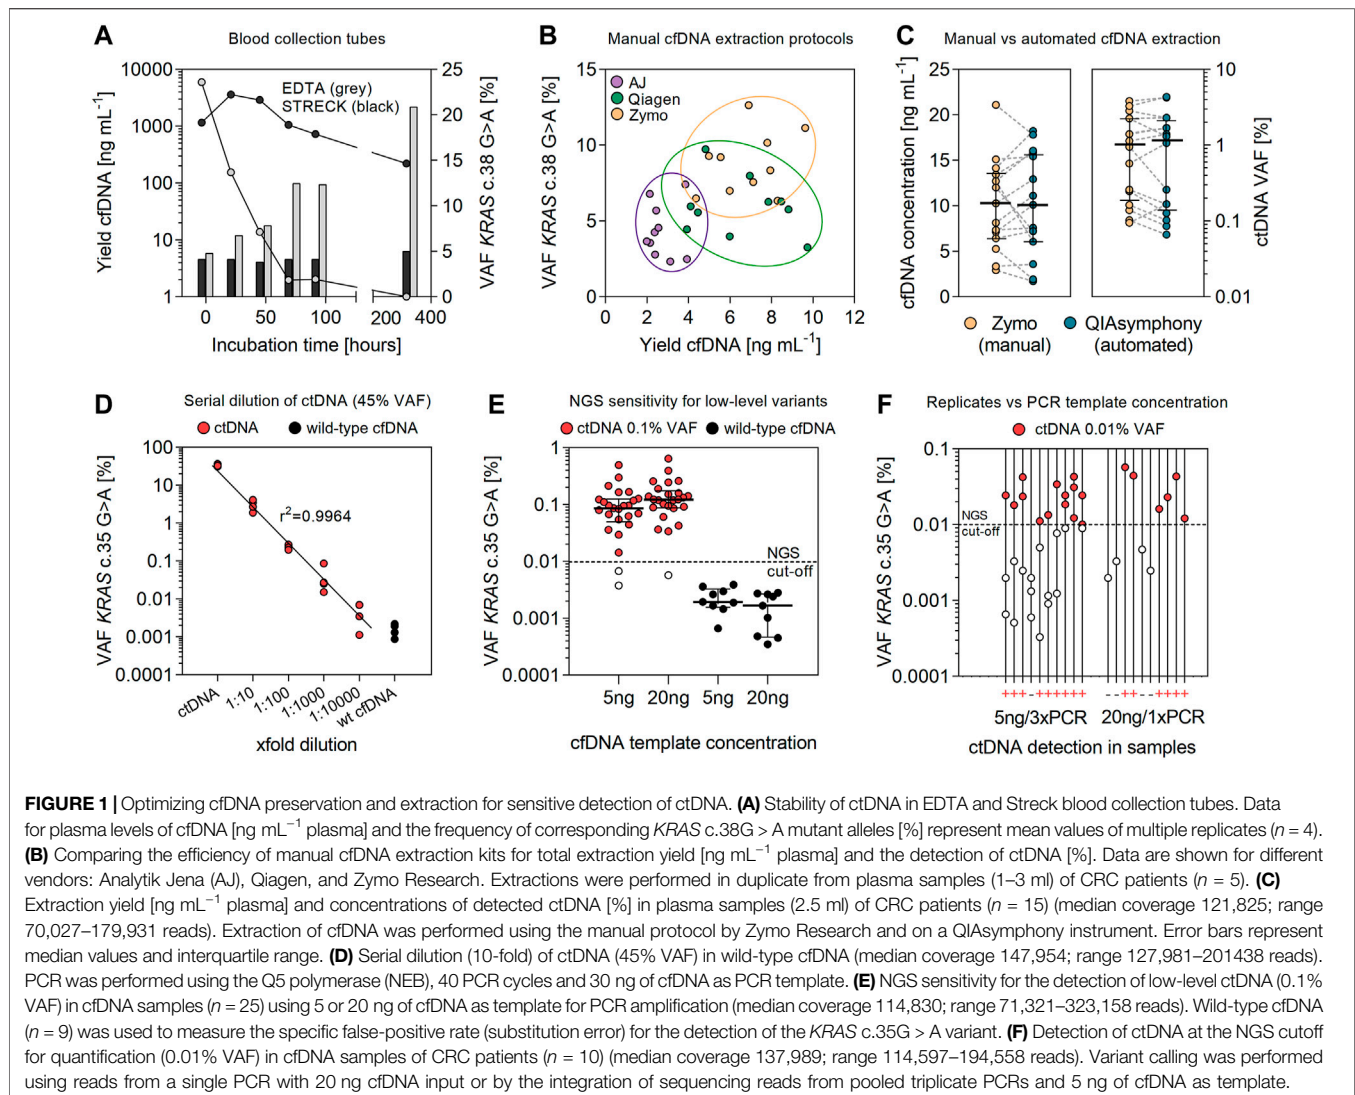 A
Blood collection tubes
10000
1000
100
10
1
Yield cfDNA [ng mL⁻¹]
EDTA (grey)
STRECK (black)
25
20
15
10
5
0
VAF KRAS c.38 G>A [%]
0 50 100 200 400
Incubation time [hours]
B
Manual cfDNA extraction protocols
15
10
5
0
VAF KRAS c.38 G>A [%]
AJ
Qiagen
Zymo
0 2 4 6 8 10 12
Yield cfDNA [ng mL⁻¹]
C
Manual vs automated cfDNA extraction
25
20
15
10
5
0
cfDNA concentration [ng mL⁻¹]
10
1
0.1
0.01
ctDNA VAF [%]
Zymo
(manual)
QIAsymphony
(automated)
D
Serial dilution of ctDNA (45% VAF)
ctDNA wild-type cfDNA
100
10
1
0.1
0.01
0.001
0.0001
VAF KRAS c.35 G>A [%]
r²=0.9964
ctDNA 1:10 1:100 1:1000 1:10000 wt cfDNA
xfold dilution
E
NGS sensitivity for low-level variants
ctDNA 0.1% VAF wild-type cfDNA
1
0.1
0.01
0.001
0.0001
VAF KRAS c.35 G>A [%]
NGS
cut-off
5ng 20ng 5ng 20ng
cfDNA template concentration
F
Replicates vs PCR template concentration
ctDNA 0.01% VAF
0.1
0.01
0.001
0.0001
VAF KRAS c.35 G>A [%]
NGS
cut-off
+++-++++++ --++--++++
5ng/3xPCR 20ng/1xPCR
ctDNA detection in samples
FIGURE 1 | Optimizing cfDNA preservation and extraction for sensitive detection of ctDNA. (A) Stability of ctDNA in EDTA and Streck blood collection tubes. Data
for plasma levels of cfDNA [ng mL⁻¹ plasma] and the frequency of corresponding KRAS c.38G > A mutant alleles [%] represent mean values of multiple replicates (n = 4).
(B) Comparing the efficiency of manual cfDNA extraction kits for total extraction yield [ng mL⁻¹ plasma] and the detection of ctDNA [%]. Data are shown for different
vendors: Analytik Jena (AJ), Qiagen, and Zymo Research. Extractions were performed in duplicate from plasma samples (1–3 ml) of CRC patients (n = 5). (C)
Extraction yield [ng mL⁻¹ plasma] and concentrations of detected ctDNA [%] in plasma samples (2.5 ml) of CRC patients (n = 15) (median coverage 121,825; range
70,027–179,931 reads). Extraction of cfDNA was performed using the manual protocol by Zymo Research and on a QIAsymphony instrument. Error bars represent
median values and interquartile range. (D) Serial dilution (10-fold) of ctDNA (45% VAF) in wild-type cfDNA (median coverage 147,954; range 127,981–201438 reads).
PCR was performed using the Q5 polymerase (NEB), 40 PCR cycles and 30 ng of cfDNA as PCR template. (E) NGS sensitivity for the detection of low-level ctDNA (0.1%
VAF) in cfDNA samples (n = 25) using 5 or 20 ng of cfDNA as template for PCR amplification (median coverage 114,830; range 71,321–323,158 reads). Wild-type cfDNA
(n = 9) was used to measure the specific false-positive rate (substitution error) for the detection of the KRAS c.35G > A variant. (F) Detection of ctDNA at the NGS cutoff
for quantification (0.01% VAF) in cfDNA samples of CRC patients (n = 10) (median coverage 137,989; range 114,597–194,558 reads). Variant calling was performed
using reads from a single PCR with 20 ng cfDNA input or by the integration of sequencing reads from pooled triplicate PCRs and 5 ng of cfDNA as template.